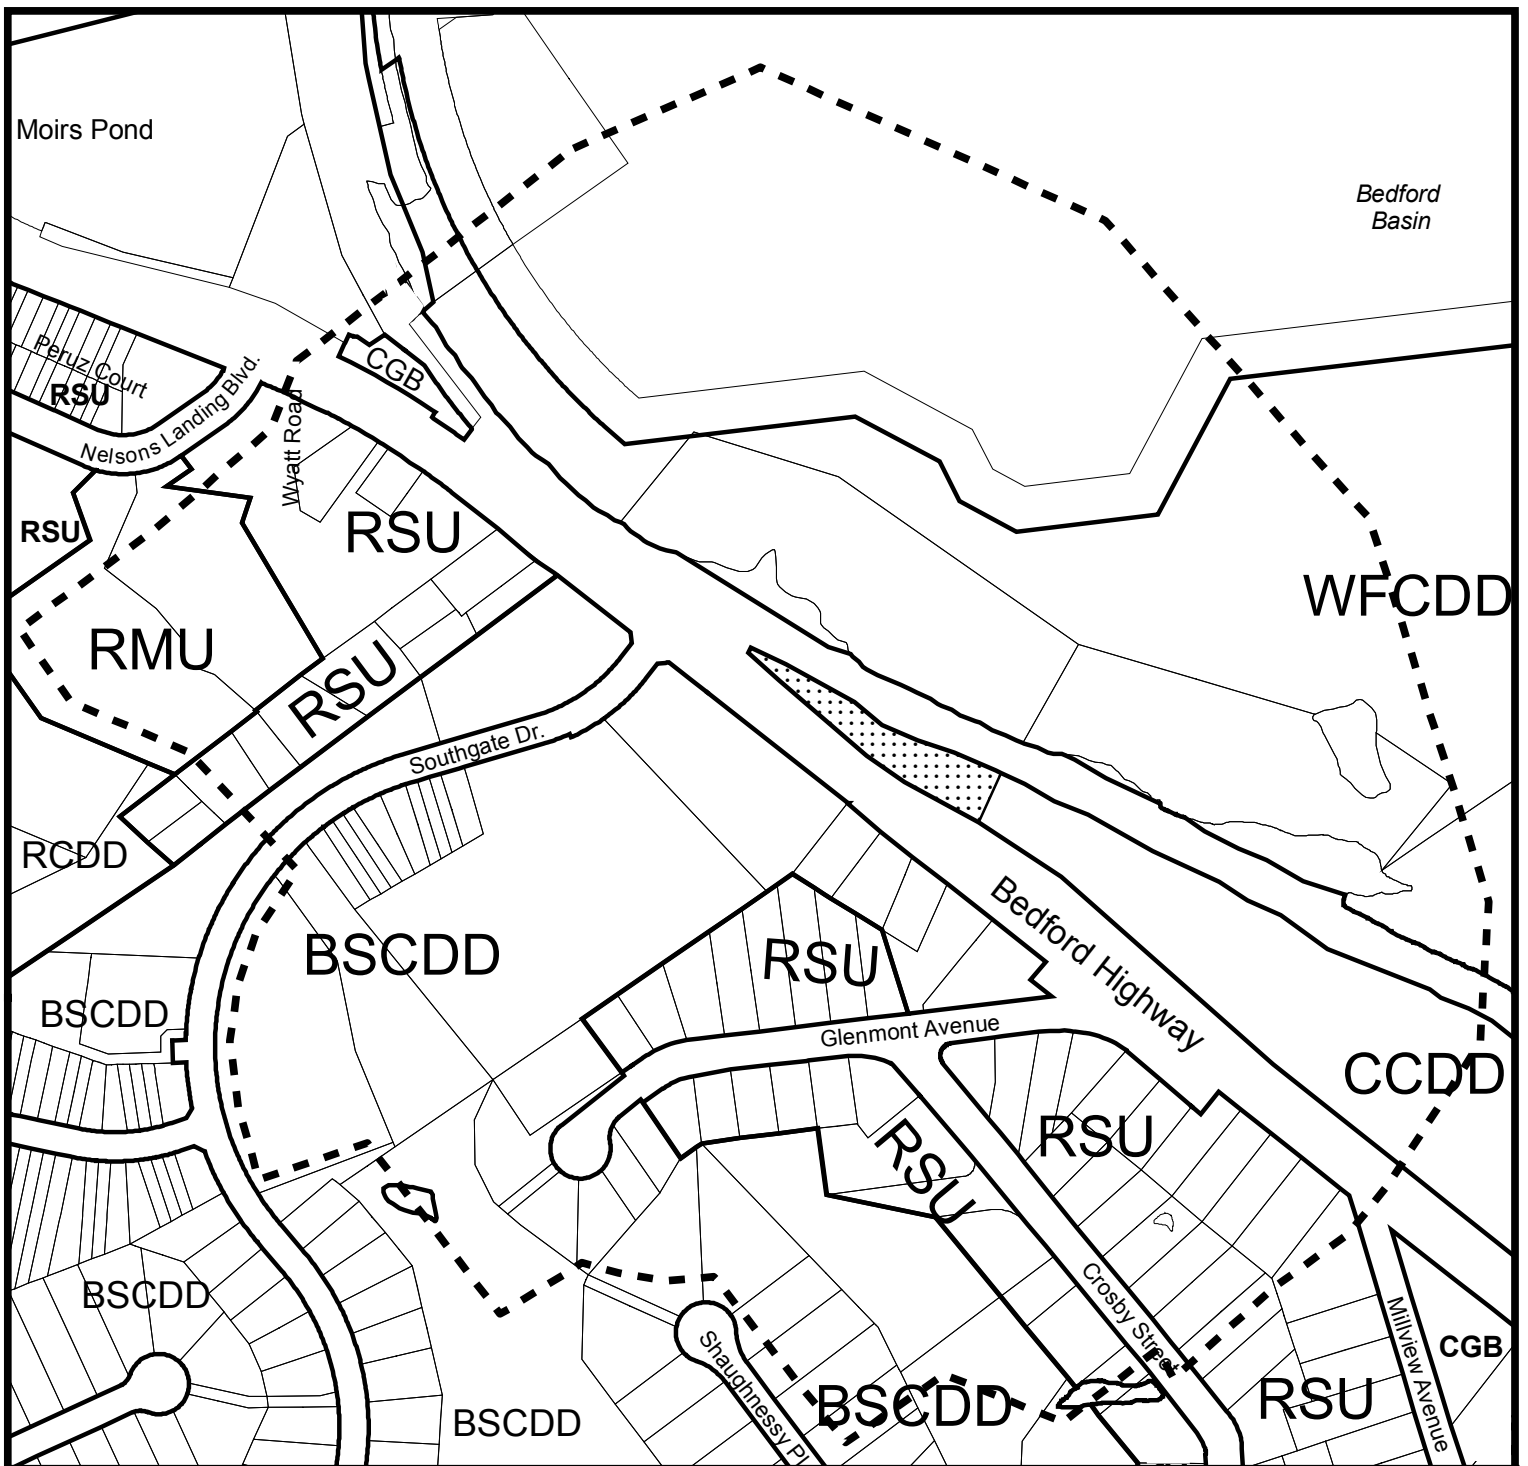 Moirs Pond
Bedford
Basin
CGB
Peruz Court
RSU
Nelsons Landing Blvd.
Wyatt Road
RSU
RSU
WFCDD
RMU
RSU
Southgate Dr.
RCDD
Bedford Highway
BSCDD
RSU
BSCDD
Glenmont Avenue
CCDD
RSU
RSU
BSCDD
Crosby Street
Millview Avenue
CGB
Shaughnessy Pl
BSCDD
RSU
BSCDD